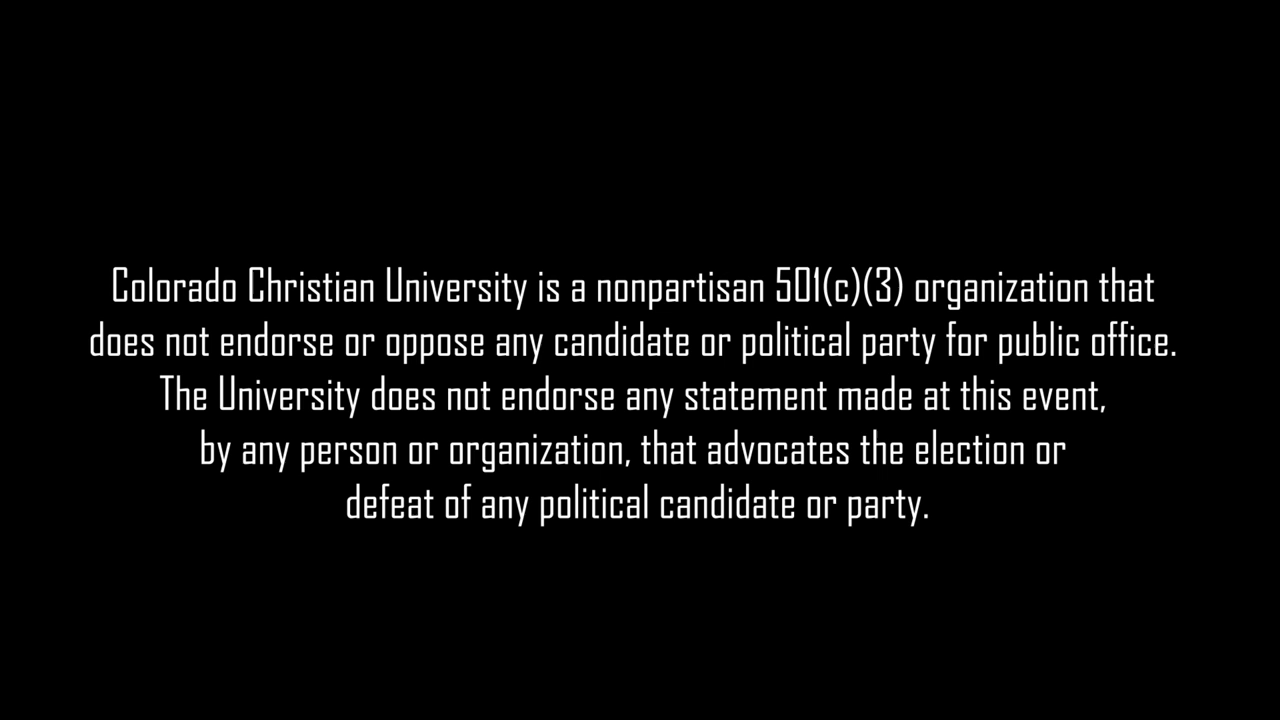 Colorado Christian University is a nonpartisan 501(c)(3) organization that
does not endorse or oppose any candidate or political party for public office.
The University does not endorse any statement made at this event,
by any person or organization, that advocates the election or
defeat of any political candidate or party.